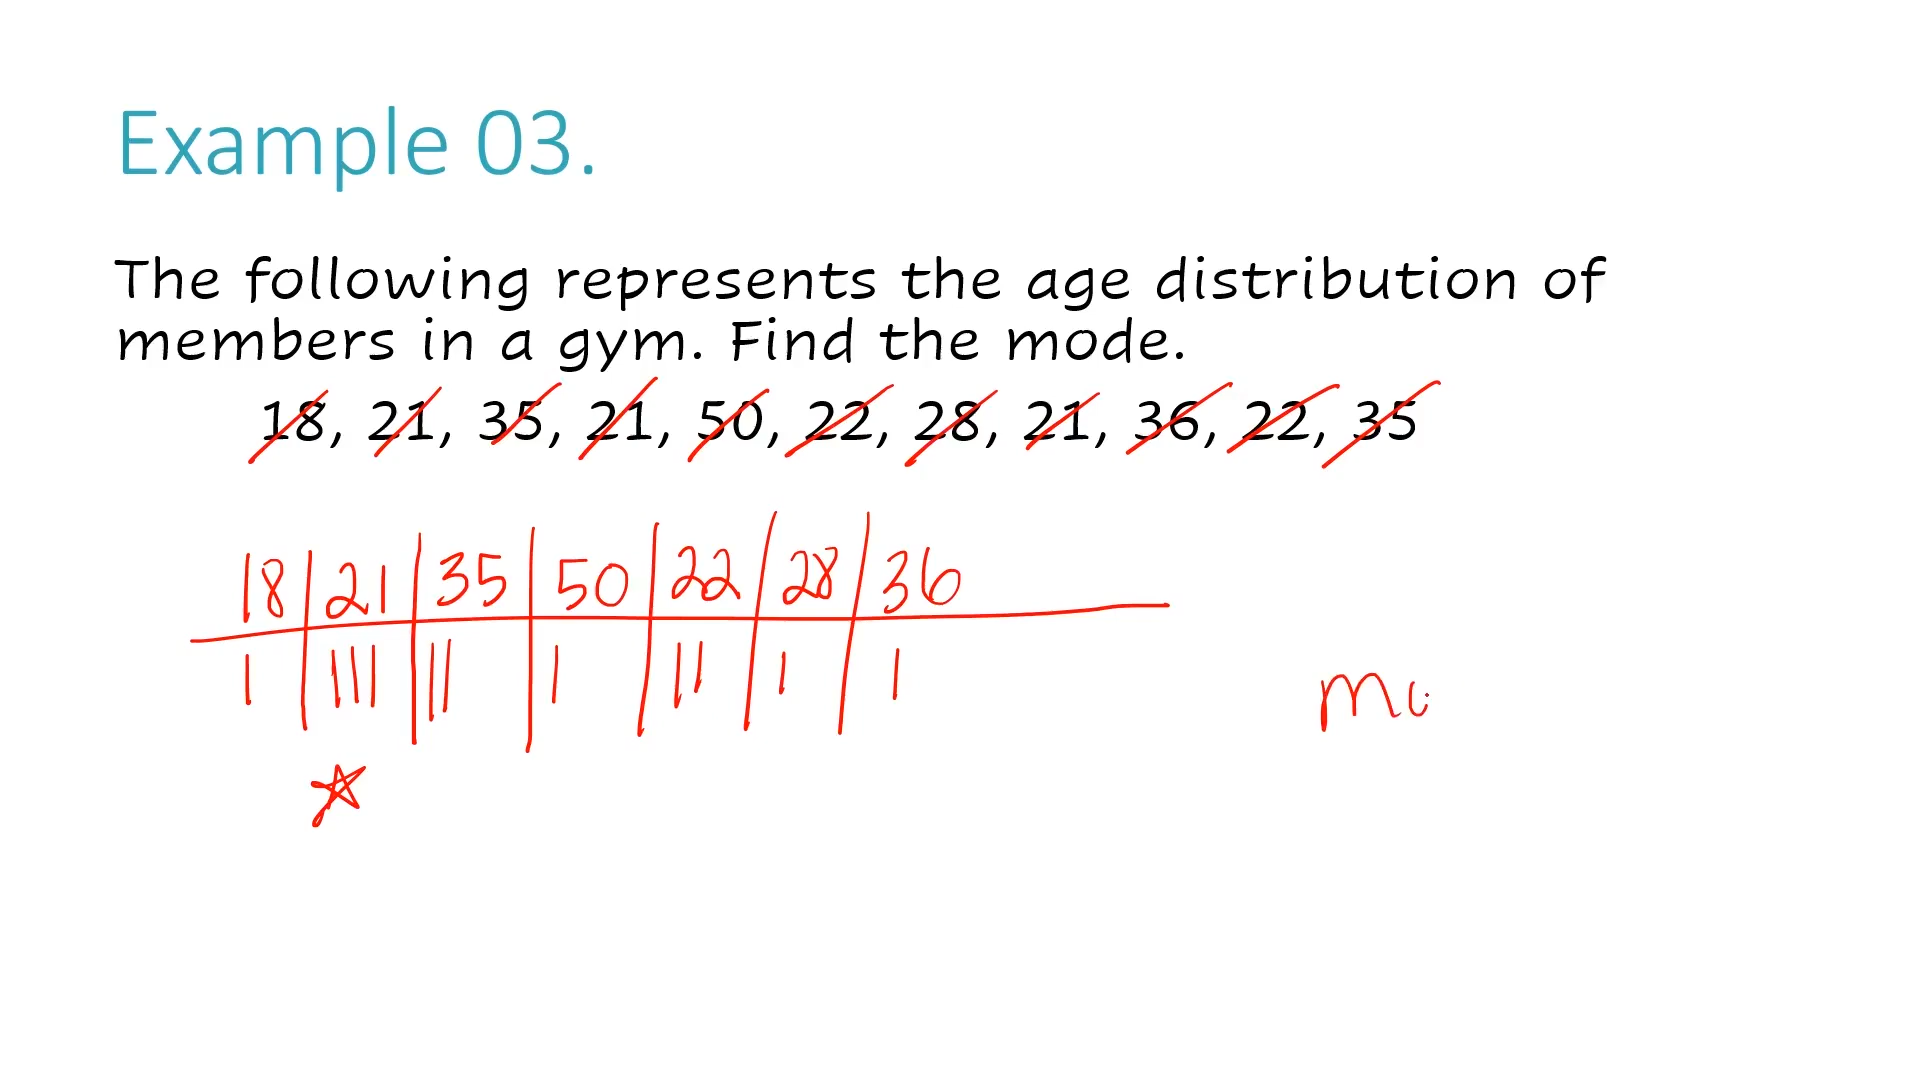 Example 03.
The following represents the age distribution of
members in a gym. Find the mode.
18, 21, 35, 21, 50, 22, 28, 21, 36, 22, 35
18 21 35 50 22 28 36
| ||| || | || | |
mo